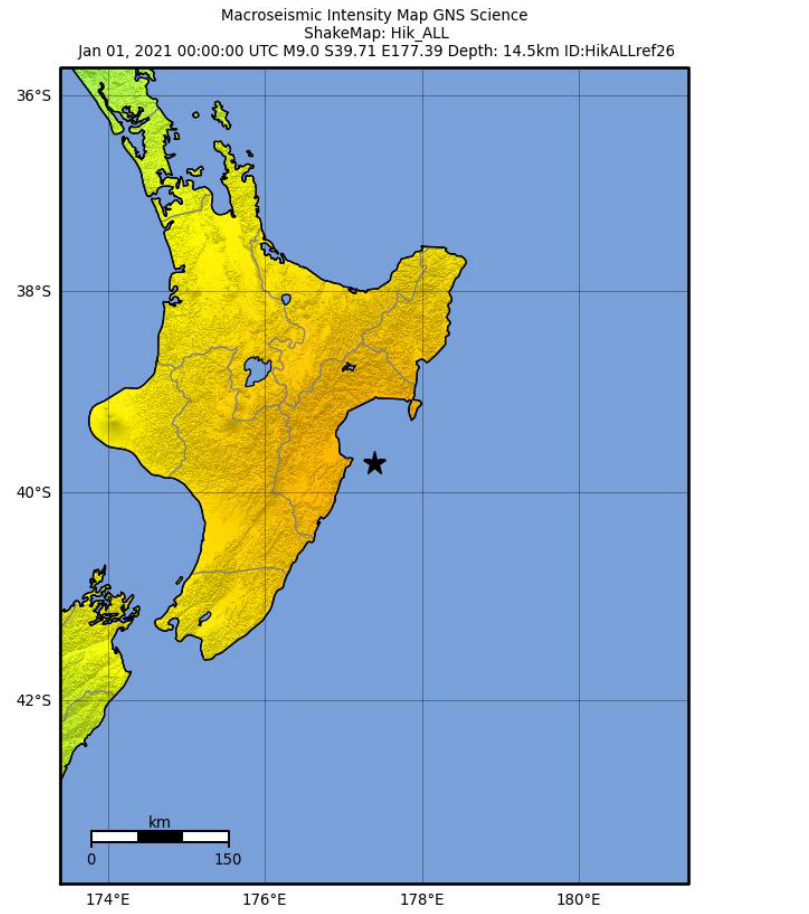 Macroseismic Intensity Map GNS Science
ShakeMap: Hik_ALL
Jan 01, 2021 00:00:00 UTC M9.0 S39.71 E177.39 Depth: 14.5km ID:HikALLref26
36°S
38°S
40°S
42°S
km
0 150
174°E 176°E 178°E 180°E